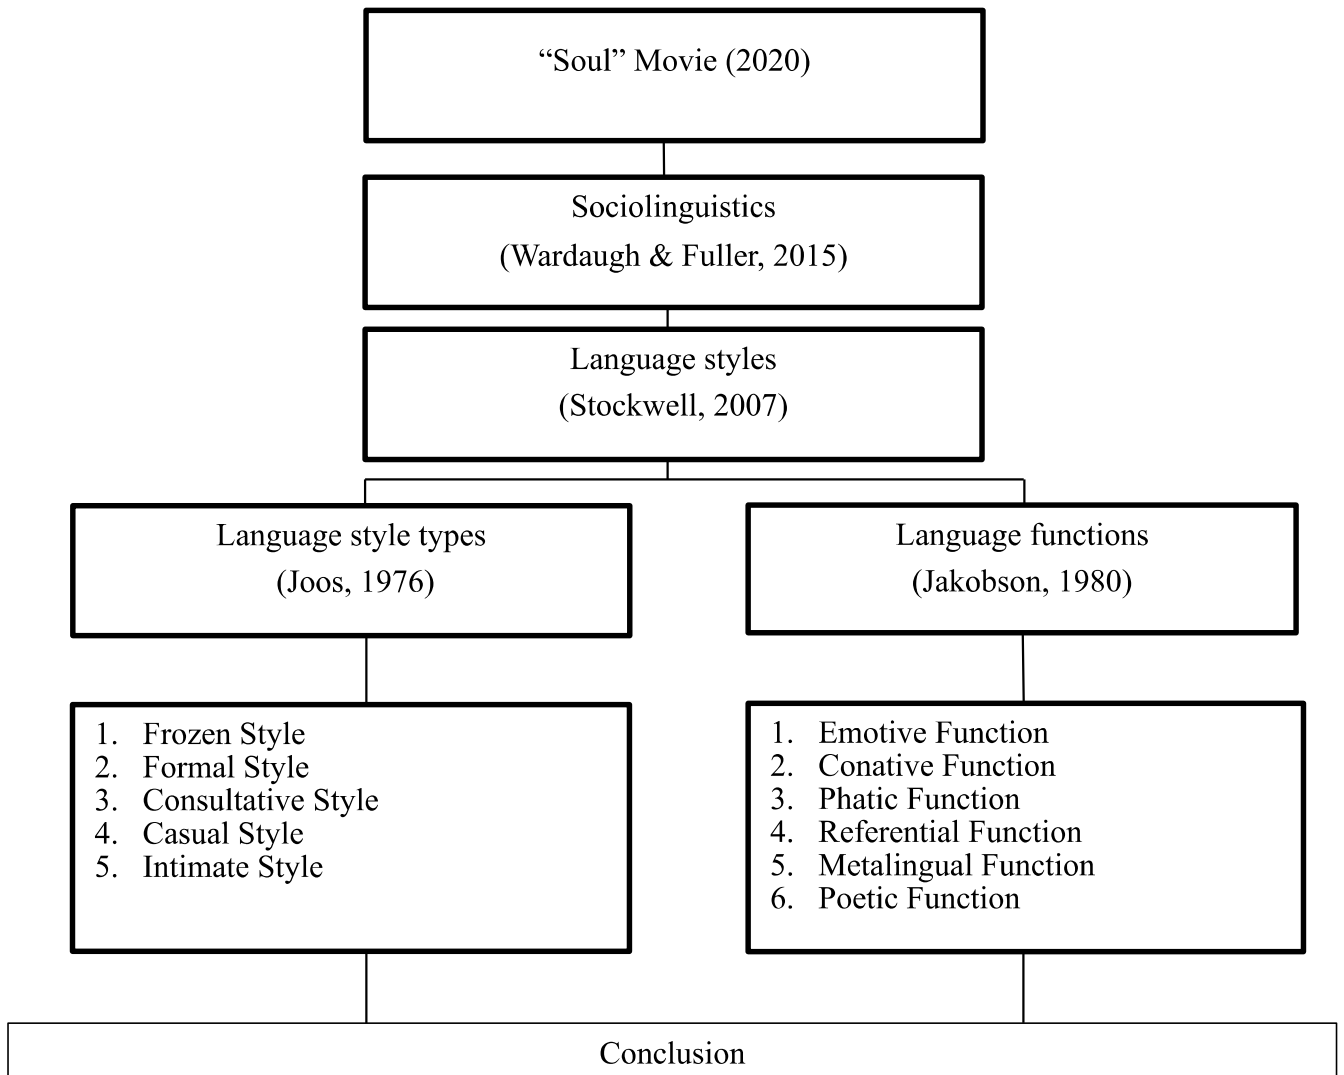 “Soul” Movie (2020)
Sociolinguistics
(Wardaugh & Fuller, 2015)
Language styles
(Stockwell, 2007)
Language style types
(Joos, 1976)
Language functions
(Jakobson, 1980)
1. Frozen Style
2. Formal Style
3. Consultative Style
4. Casual Style
5. Intimate Style
1. Emotive Function
2. Conative Function
3. Phatic Function
4. Referential Function
5. Metalingual Function
6. Poetic Function
Conclusion